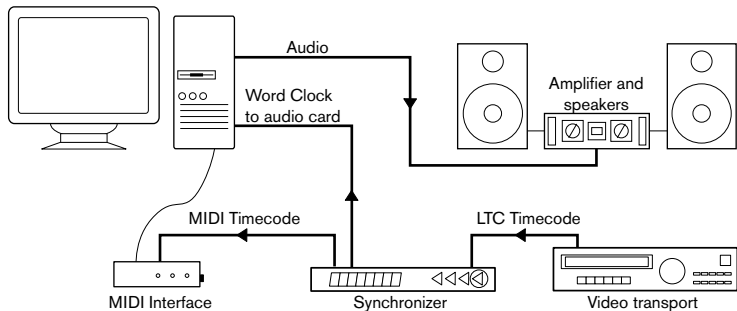 Audio
Word Clock
to audio card
Amplifier and
speakers
MIDI Timecode
LTC Timecode
MIDI Interface
Synchronizer
Video transport